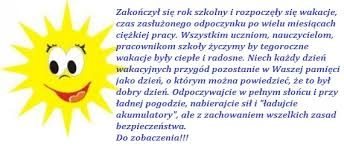 Zakończył się rok szkolny i rozpoczęły się wakacje,
czas zasłużonego odpoczynku po wielu miesiącach
ciężkiej pracy. Wszystkim uczniom, nauczycielom,
pracownikom szkoły życzymy by tegoroczne
wakacje były ciepłe i radosne. Niech każdy dzień
wakacyjnych przygód pozostanie w Waszej pamięci
jako dzień, o którym można powiedzieć, że to był
dobry dzień. Odpoczywajcie w pełnym słońcu i przy
ładnej pogodzie, nabierajcie sił i "ładujcie
akumulatory", ale z zachowaniem wszelkich zasad
bezpieczeństwa.
Do zobaczenia!!!